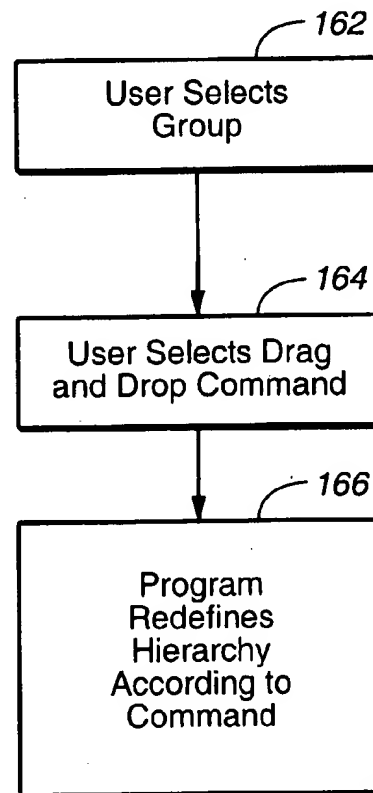 162
User Selects
Group
164
User Selects Drag
and Drop Command
166
Program
Redefines
Hierarchy
According to
Command